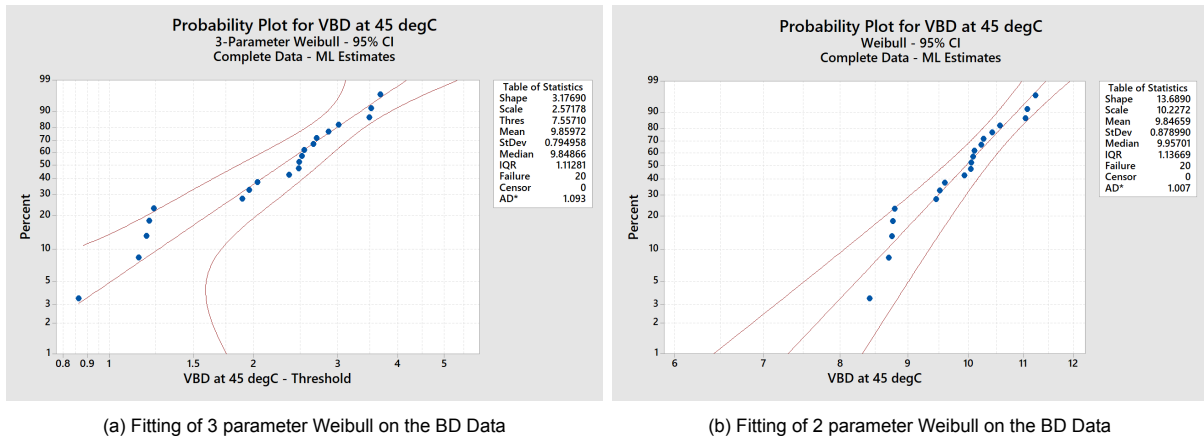 Probability Plot for VBD at 45 degC
3-Parameter Weibull - 95% CI
Complete Data - ML Estimates
Percent
99
90
80
70
60
50
40
30
20
10
5
3
2
1
0.8 0.9 1 1.5 2 3 4 5
VBD at 45 degC - Threshold
Table of Statistics
Shape 3.17690
Scale 2.57178
Thres 7.55710
Mean 9.85972
StDev 0.794958
Median 9.84866
IQR 1.11281
Failure 20
Censor 0
AD* 1.093
(a) Fitting of 3 parameter Weibull on the BD Data
Probability Plot for VBD at 45 degC
Weibull - 95% CI
Complete Data - ML Estimates
Percent
99
90
80
70
60
50
40
30
20
10
5
3
2
1
6 7 8 9 10 11 12
VBD at 45 degC
Table of Statistics
Shape 13.6890
Scale 10.2272
Mean 9.84659
StDev 0.878990
Median 9.95701
IQR 1.13669
Failure 20
Censor 0
AD* 1.007
(b) Fitting of 2 parameter Weibull on the BD Data